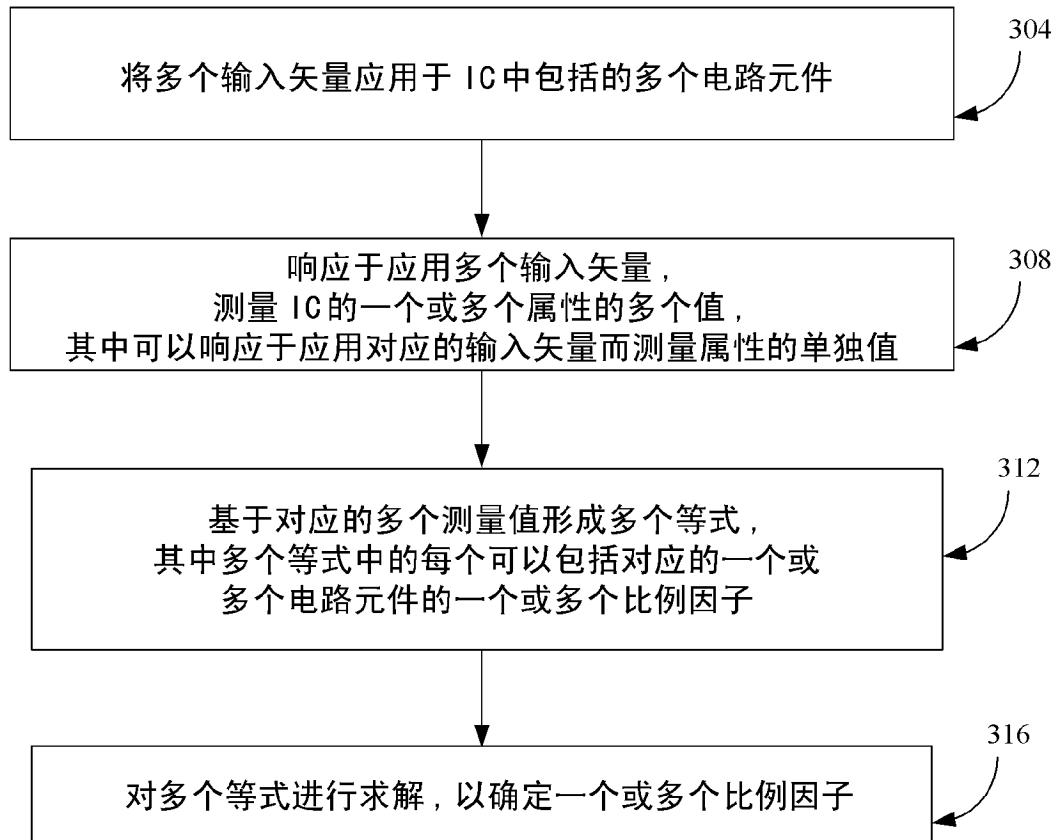 将多个输入矢量应用于 IC中包括的多个电路元件
304
响应于应用多个输入矢量,
测量 IC的一个或多个属性的多个值,
其中可以响应于应用对应的输入矢量而测量属性的单独值
308
基于对应的多个测量值形成多个等式,
其中多个等式中的每个可以包括对应的一个或
多个电路元件的一个或多个比例因子
312
对多个等式进行求解,以确定一个或多个比例因子
316